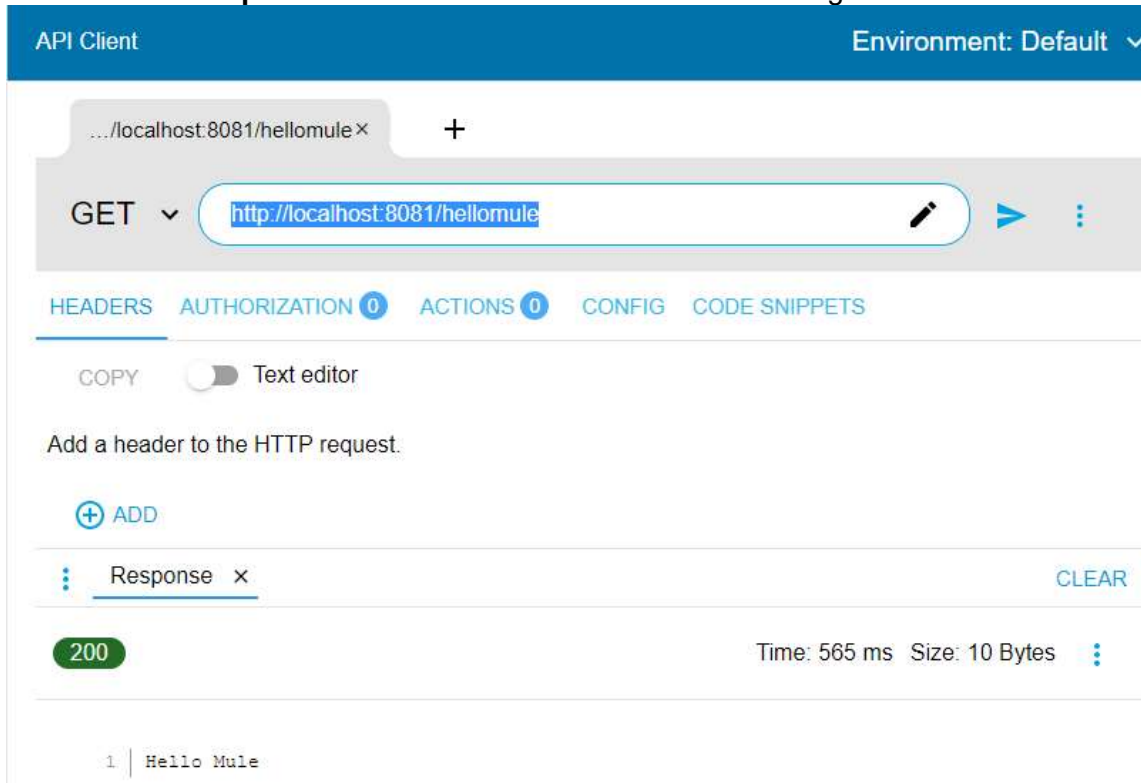 API Client Environment: Default
.../localhost:8081/hellomule × +
GET http://localhost:8081/hellomule
HEADERS AUTHORIZATION 0 ACTIONS 0 CONFIG CODE SNIPPETS
COPY Text editor
Add a header to the HTTP request.
ADD
Response × CLEAR
200 Time: 565 ms Size: 10 Bytes
1 Hello Mule